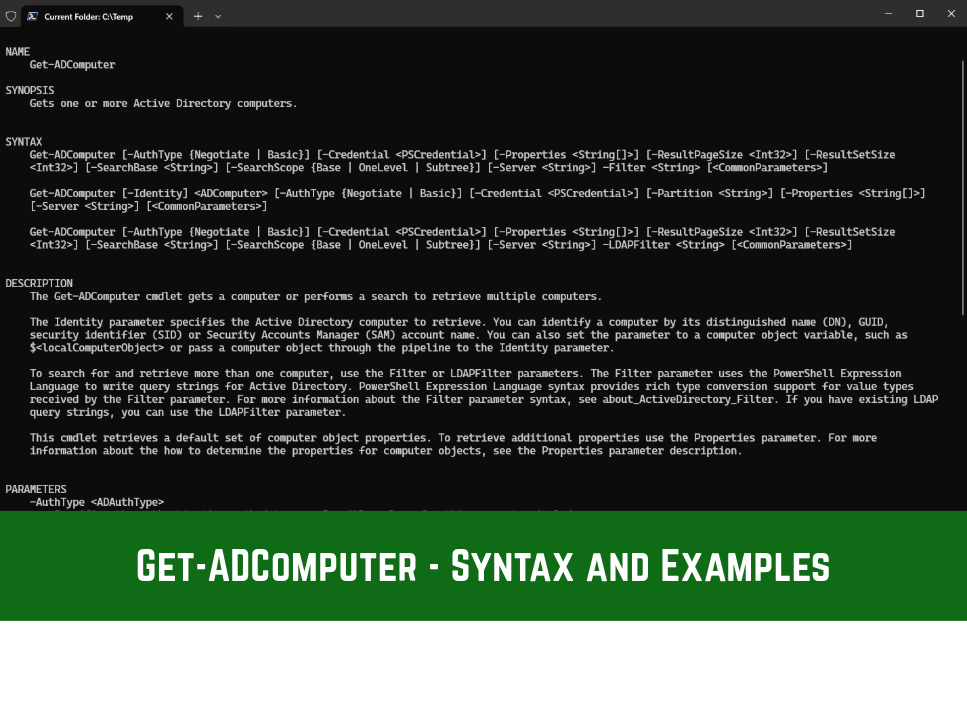 Current Folder: C:\Temp
NAME
Get-ADComputer
SYNOPSIS
Gets one or more Active Directory computers.
SYNTAX
Get-ADComputer [-AuthType {Negotiate | Basic}] [-Credential <PSCredential>] [-Properties <String[]>] [-ResultPageSize <Int32>] [-ResultSetSize
<Int32>] [-SearchBase <String>] [-SearchScope {Base | OneLevel | Subtree}] [-Server <String>] -Filter <String> [<CommonParameters>]
Get-ADComputer [-Identity] <ADComputer> [-AuthType {Negotiate | Basic}] [-Credential <PSCredential>] [-Partition <String>] [-Properties <String[]>]
[-Server <String>] [<CommonParameters>]
Get-ADComputer [-AuthType {Negotiate | Basic}] [-Credential <PSCredential>] [-Properties <String[]>] [-ResultPageSize <Int32>] [-ResultSetSize
<Int32>] [-SearchBase <String>] [-SearchScope {Base | OneLevel | Subtree}] [-Server <String>] -LDAPFilter <String> [<CommonParameters>]
DESCRIPTION
The Get-ADComputer cmdlet gets a computer or performs a search to retrieve multiple computers.
The Identity parameter specifies the Active Directory computer to retrieve. You can identify a computer by its distinguished name (DN), GUID,
security identifier (SID) or Security Accounts Manager (SAM) account name. You can also set the parameter to a computer object variable, such as
$<localComputerObject> or pass a computer object through the pipeline to the Identity parameter.
To search for and retrieve more than one computer, use the Filter or LDAPFilter parameters. The Filter parameter uses the PowerShell Expression
Language to write query strings for Active Directory. PowerShell Expression Language syntax provides rich type conversion support for value types
received by the Filter parameter. For more information about the Filter parameter syntax, see about_ActiveDirectory_Filter. If you have existing LDAP
query strings, you can use the LDAPFilter parameter.
This cmdlet retrieves a default set of computer object properties. To retrieve additional properties use the Properties parameter. For more
information about the how to determine the properties for computer objects, see the Properties parameter description.
PARAMETERS
-AuthType <ADAuthType>
Get-ADComputer - Syntax and Examples